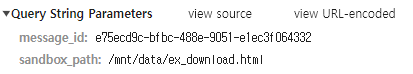 ▼Query String Parameters view source view URL-encoded
message_id: e75ecd9c-bfbc-488e-9051-e1ec3f064332
sandbox_path: /mnt/data/ex_download.html